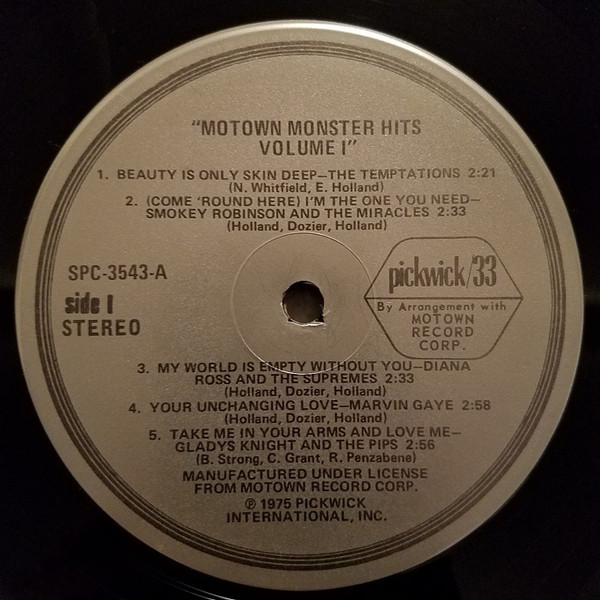 "MOTOWN MONSTER HITS
VOLUME I"
1. BEAUTY IS ONLY SKIN DEEP—THE TEMPTATIONS 2:21
(N. Whitfield, E. Holland)
2. (COME 'ROUND HERE) I'M THE ONE YOU NEED—
SMOKEY ROBINSON AND THE MIRACLES 2:33
(Holland, Dozier, Holland)
SPC-3543-A
side I
STEREO
pickwick/33
By Arrangement with
MOTOWN
RECORD
CORP.
3. MY WORLD IS EMPTY WITHOUT YOU—DIANA
ROSS AND THE SUPREMES 2:33
(Holland, Dozier, Holland)
4. YOUR UNCHANGING LOVE—MARVIN GAYE 2:58
(Holland, Dozier, Holland)
5. TAKE ME IN YOUR ARMS AND LOVE ME—
GLADYS KNIGHT AND THE PIPS 2:56
(B. Strong, C. Grant, R. Penzabene)
MANUFACTURED UNDER LICENSE
FROM MOTOWN RECORD CORP.
℗ 1975 PICKWICK
INTERNATIONAL, INC.